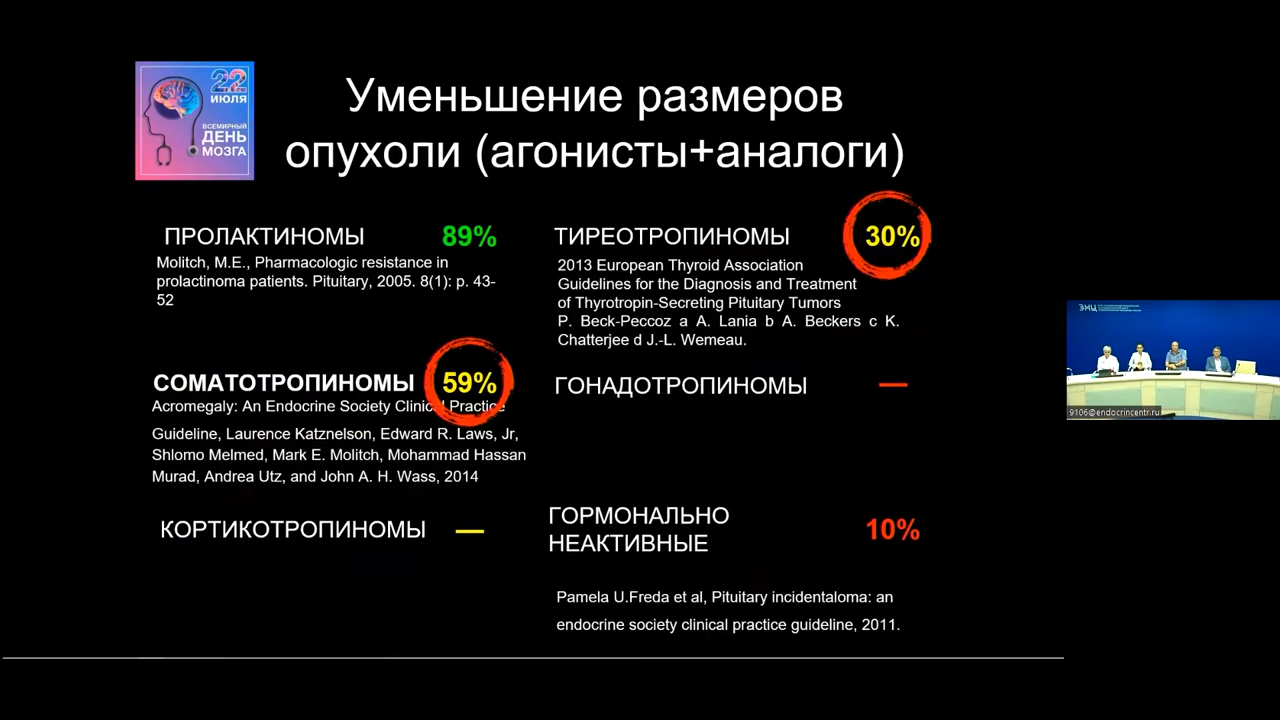 22
ИЮЛЯ
ВСЕМИРНЫЙ
ДЕНЬ
МОЗГА
Уменьшение размеров
опухоли (агонисты+аналоги)
ПРОЛАКТИНОМЫ 89%
Molitch, M.E., Pharmacologic resistance in
prolactinoma patients. Pituitary, 2005. 8(1): p. 43-
52
ТИРЕОТРОПИНОМЫ 30%
2013 European Thyroid Association
Guidelines for the Diagnosis and Treatment
of Thyrotropin-Secreting Pituitary Tumors
P. Beck-Peccoz a A. Lania b A. Beckers c K.
Chatterjee d J.-L. Wemeau.
СОМАТОТРОПИНОМЫ 59%
Acromegaly: An Endocrine Society Clinical Practice
Guideline, Laurence Katznelson, Edward R. Laws, Jr,
Shlomo Melmed, Mark E. Molitch, Mohammad Hassan
Murad, Andrea Utz, and John A. H. Wass, 2014
ГОНАДОТРОПИНОМЫ —
КОРТИКОТРОПИНОМЫ —
ГОРМОНАЛЬНО
НЕАКТИВНЫЕ 10%
Pamela U.Freda et al, Pituitary incidentaloma: an
endocrine society clinical practice guideline, 2011.
ЭНЦ
9106@endocrincentr.ru